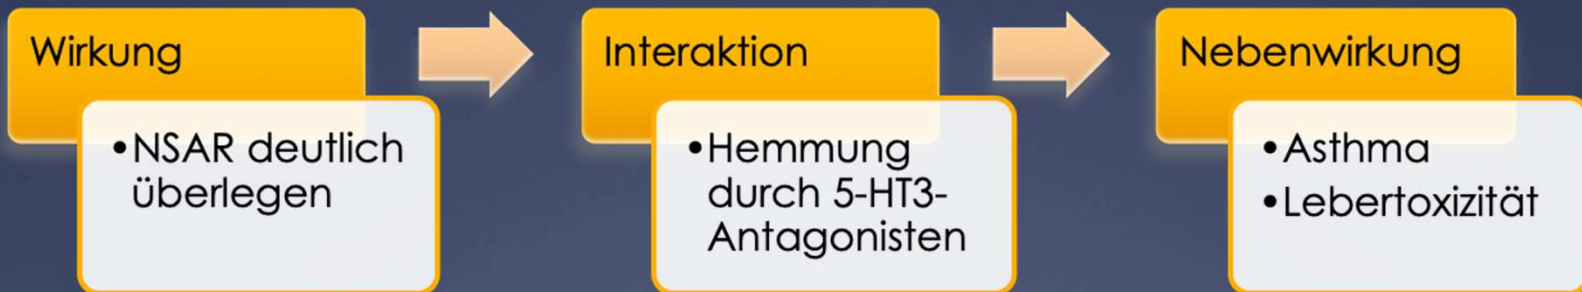 Wirkung
•NSAR deutlich
überlegen
Interaktion
•Hemmung
durch 5-HT3-
Antagonisten
Nebenwirkung
•Asthma
•Lebertoxizität